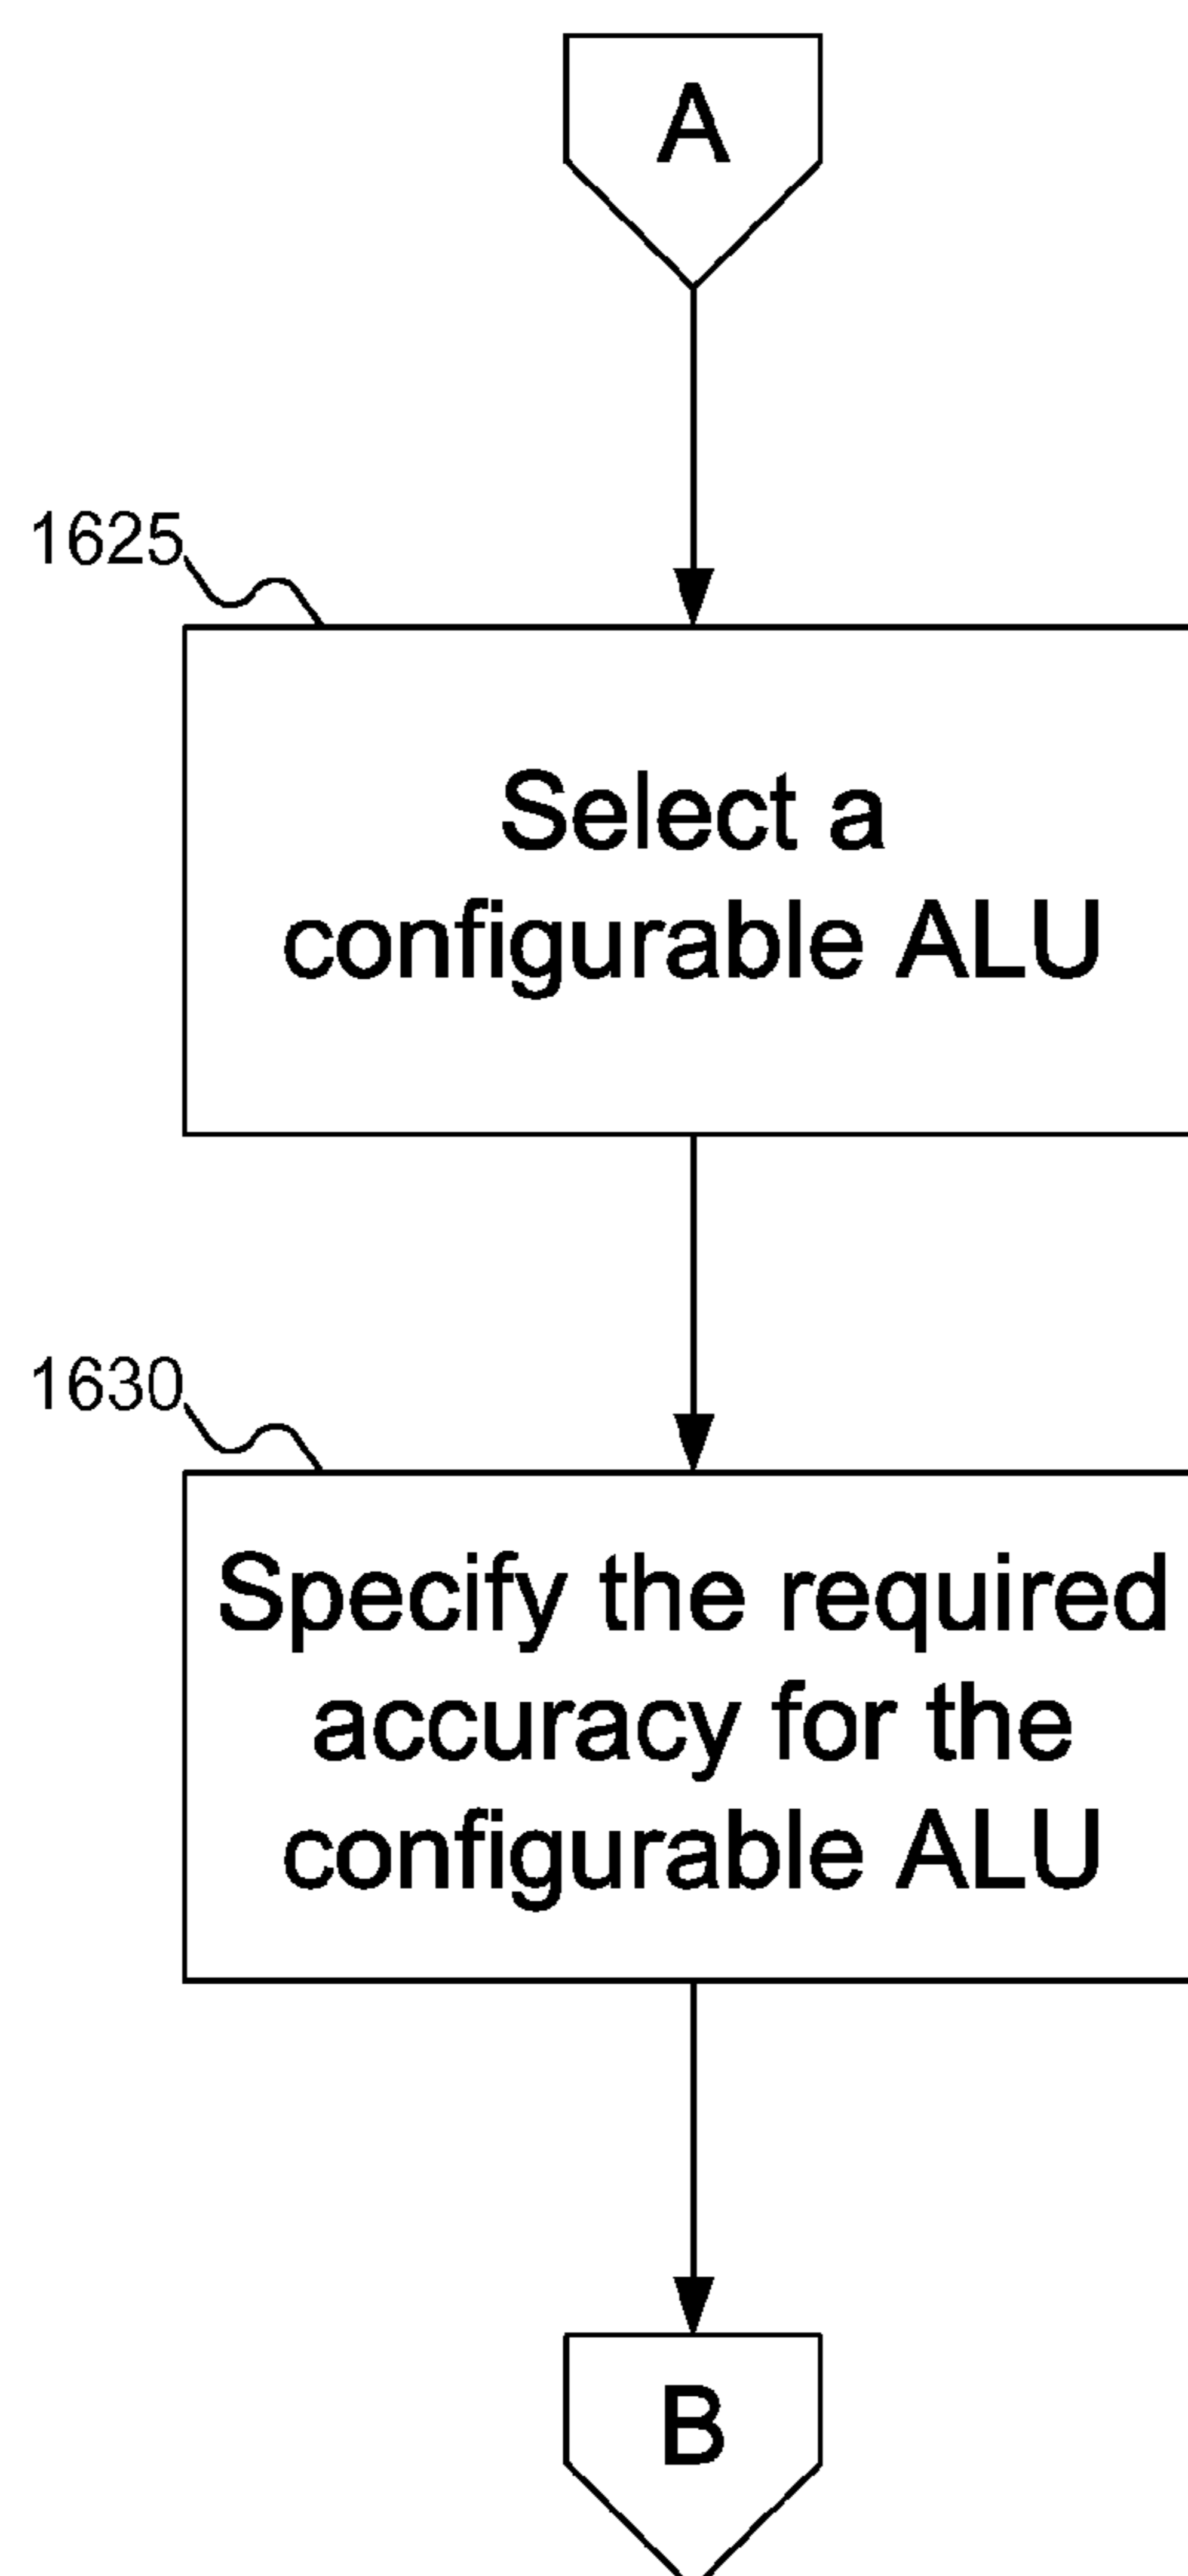 A
1625
Select a
configurable ALU
1630
Specify the required
accuracy for the
configurable ALU
B